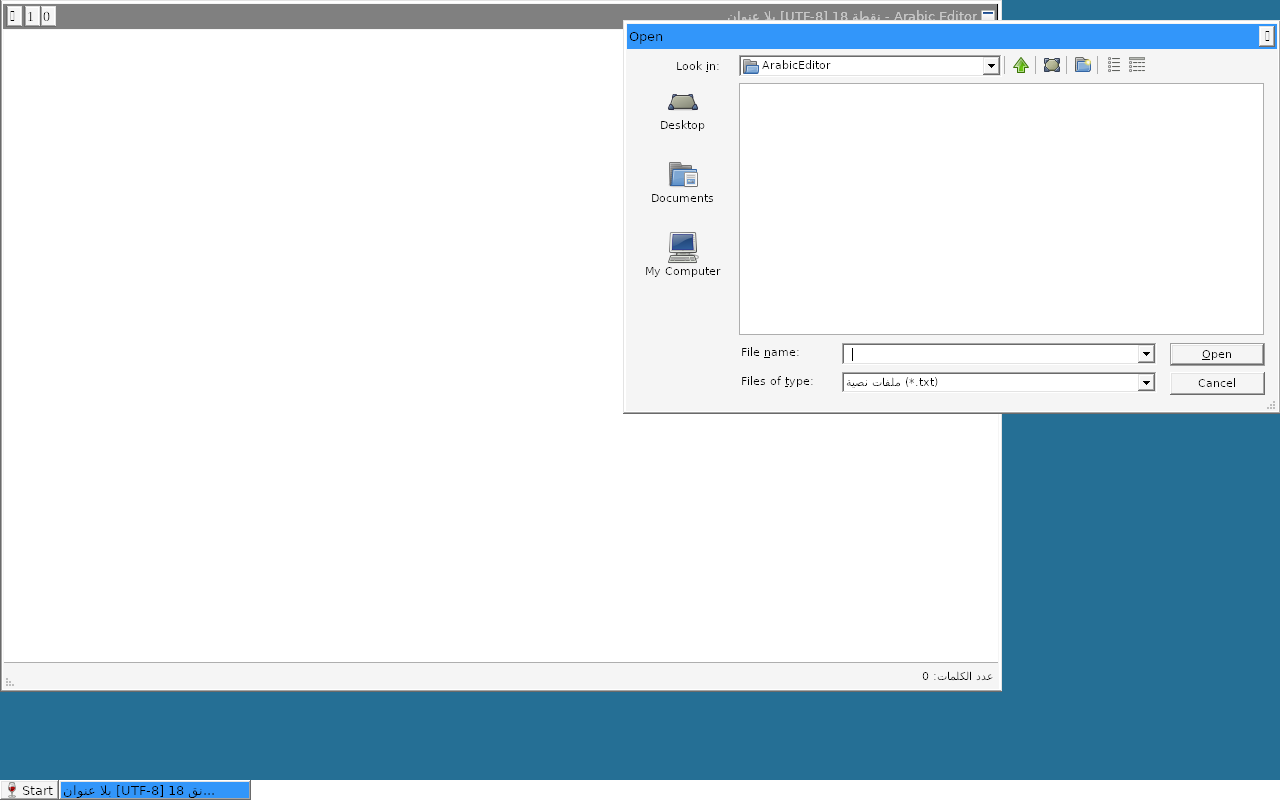 بلا عنوان [UTF-8] 18 نقطة - Arabic Editor
Open
Look in:
ArabicEditor
Desktop
Documents
My Computer
File name:
Open
Files of type:
ملفات نصية (*.txt)
Cancel
عدد الكلمات: 0
Start
بلا عنوان [UTF-8] 18 نق...